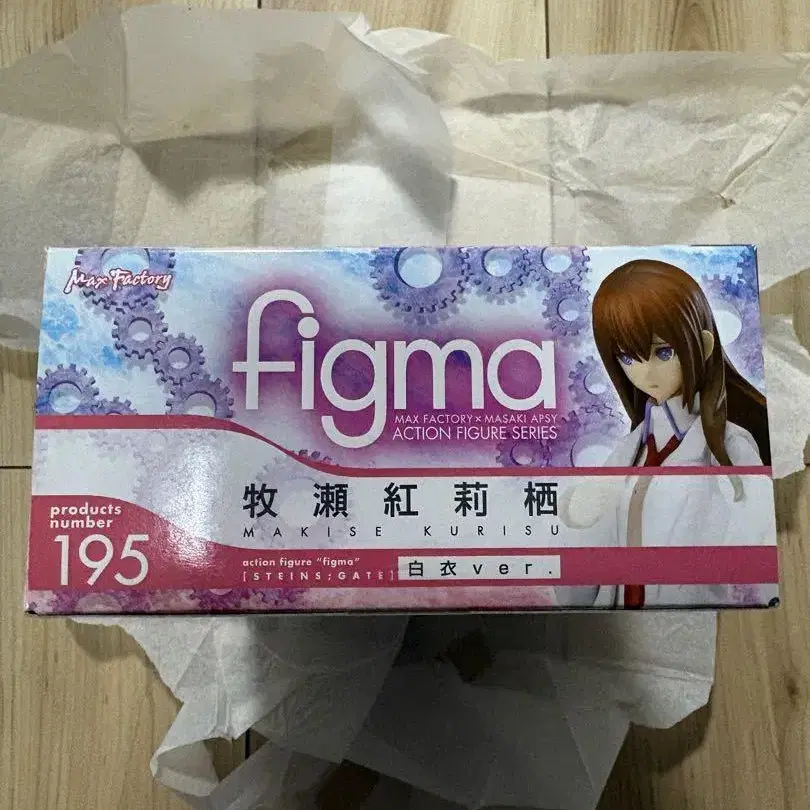 Max Factory
figma
MAX FACTORY×MASAKI APSY
ACTION FIGURE SERIES
牧瀬紅莉栖
MAKISE KURISU
products
number
195
action figure "figma"
[STEINS;GATE]
白衣ver.